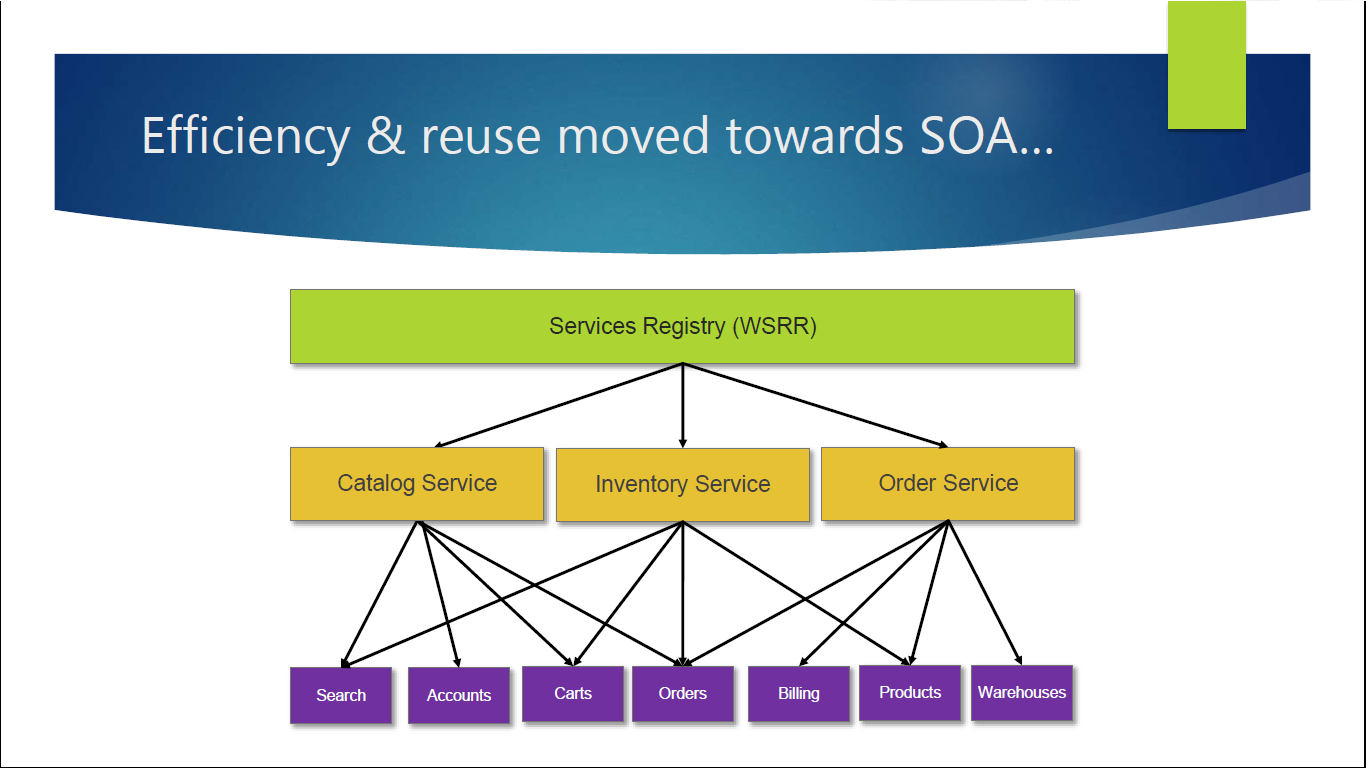 Efficiency & reuse moved towards SOA…
Services Registry (WSRR)
Catalog Service
Inventory Service
Order Service
Search
Accounts
Carts
Orders
Billing
Products
Warehouses